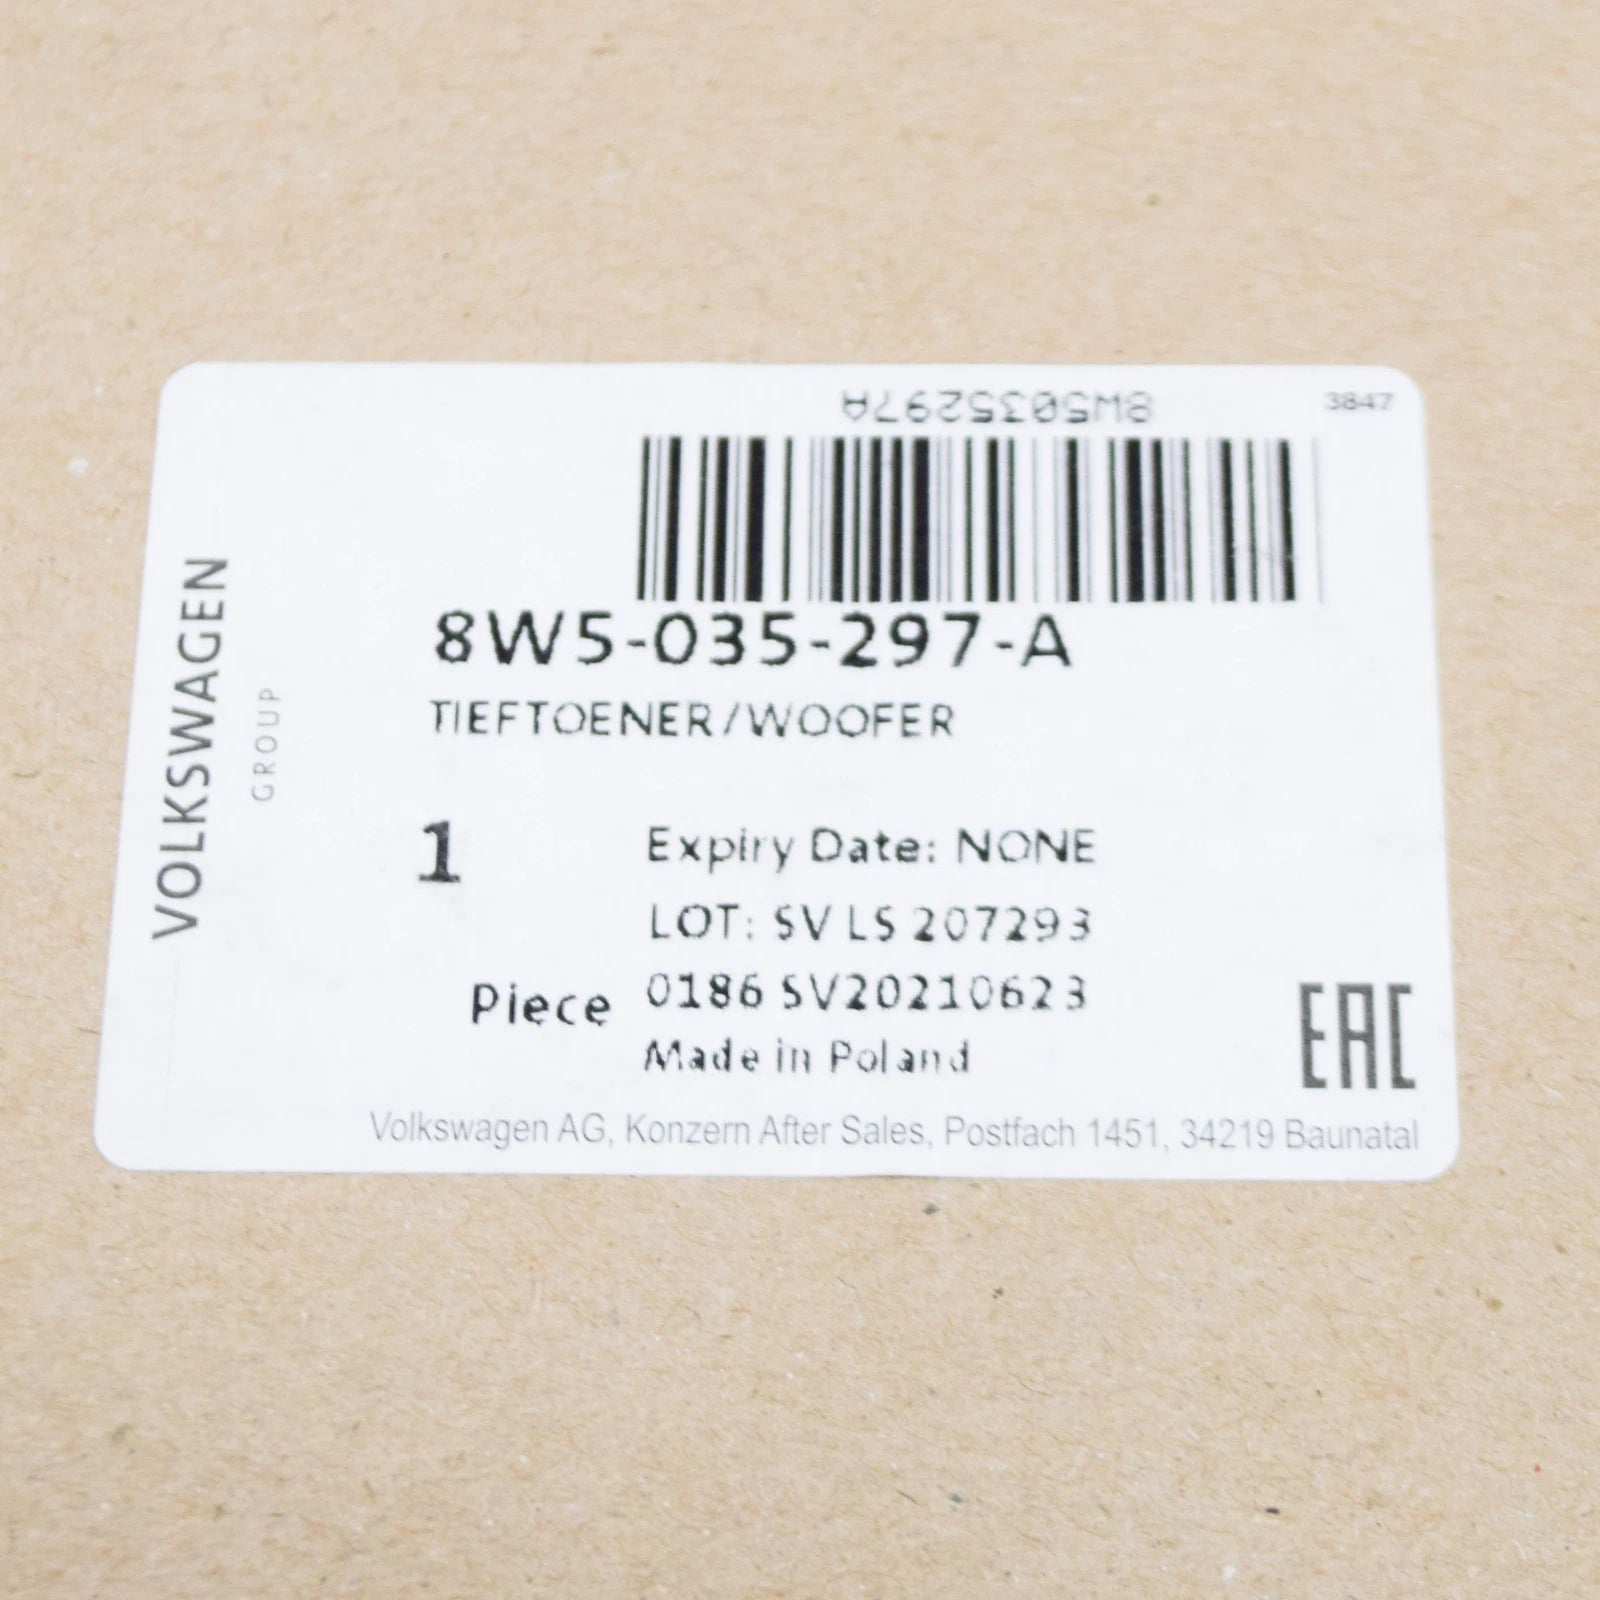 8W5035297A
3847
8W5-035-297-A
TIEFTOENER/WOOFER
VOLKSWAGEN
GROUP
1
Piece
Expiry Date: NONE
LOT: SV LS 207293
0186 SV20210623
Made in Poland
EAC
Volkswagen AG, Konzern After Sales, Postfach 1451, 34219 Baunatal